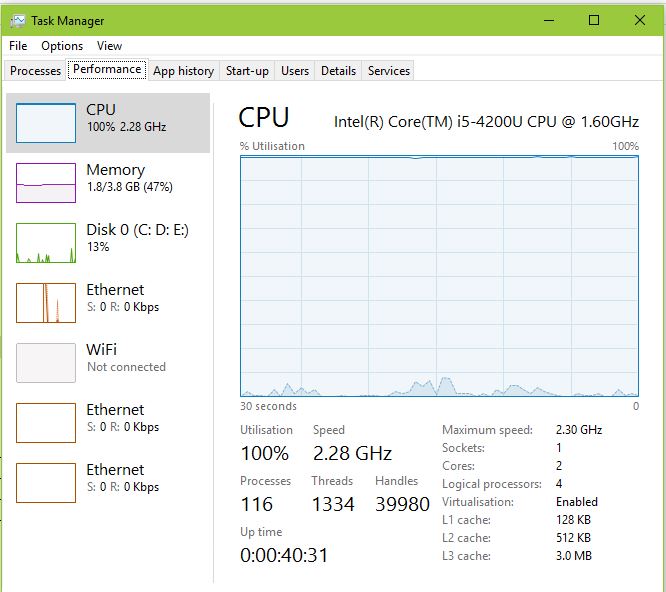 Task Manager
File Options View
Processes Performance App history Start-up Users Details Services
CPU
100% 2.28 GHz
Memory
1.8/3.8 GB (47%)
Disk 0 (C: D: E:)
13%
Ethernet
S: 0 R: 0 Kbps
WiFi
Not connected
Ethernet
S: 0 R: 0 Kbps
Ethernet
S: 0 R: 0 Kbps
CPU Intel(R) Core(TM) i5-4200U CPU @ 1.60GHz
% Utilisation 100%
30 seconds 0
Utilisation Speed
100% 2.28 GHz
Processes Threads Handles
116 1334 39980
Up time
0:00:40:31
Maximum speed: 2.30 GHz
Sockets: 1
Cores: 2
Logical processors: 4
Virtualisation: Enabled
L1 cache: 128 KB
L2 cache: 512 KB
L3 cache: 3.0 MB